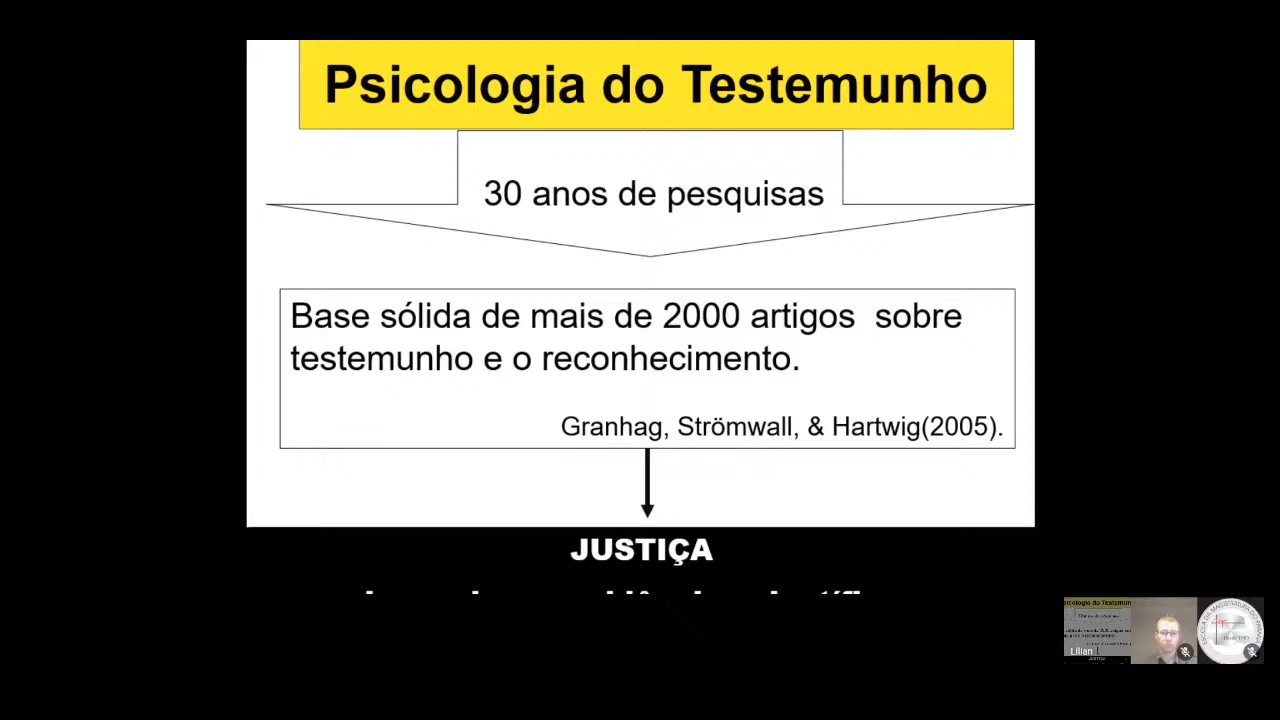 Psicologia do Testemunho
30 anos de pesquisas
Base sólida de mais de 2000 artigos sobre
testemunho e o reconhecimento.
Granhag, Strömwall, & Hartwig(2005).
JUSTIÇA
Lilian